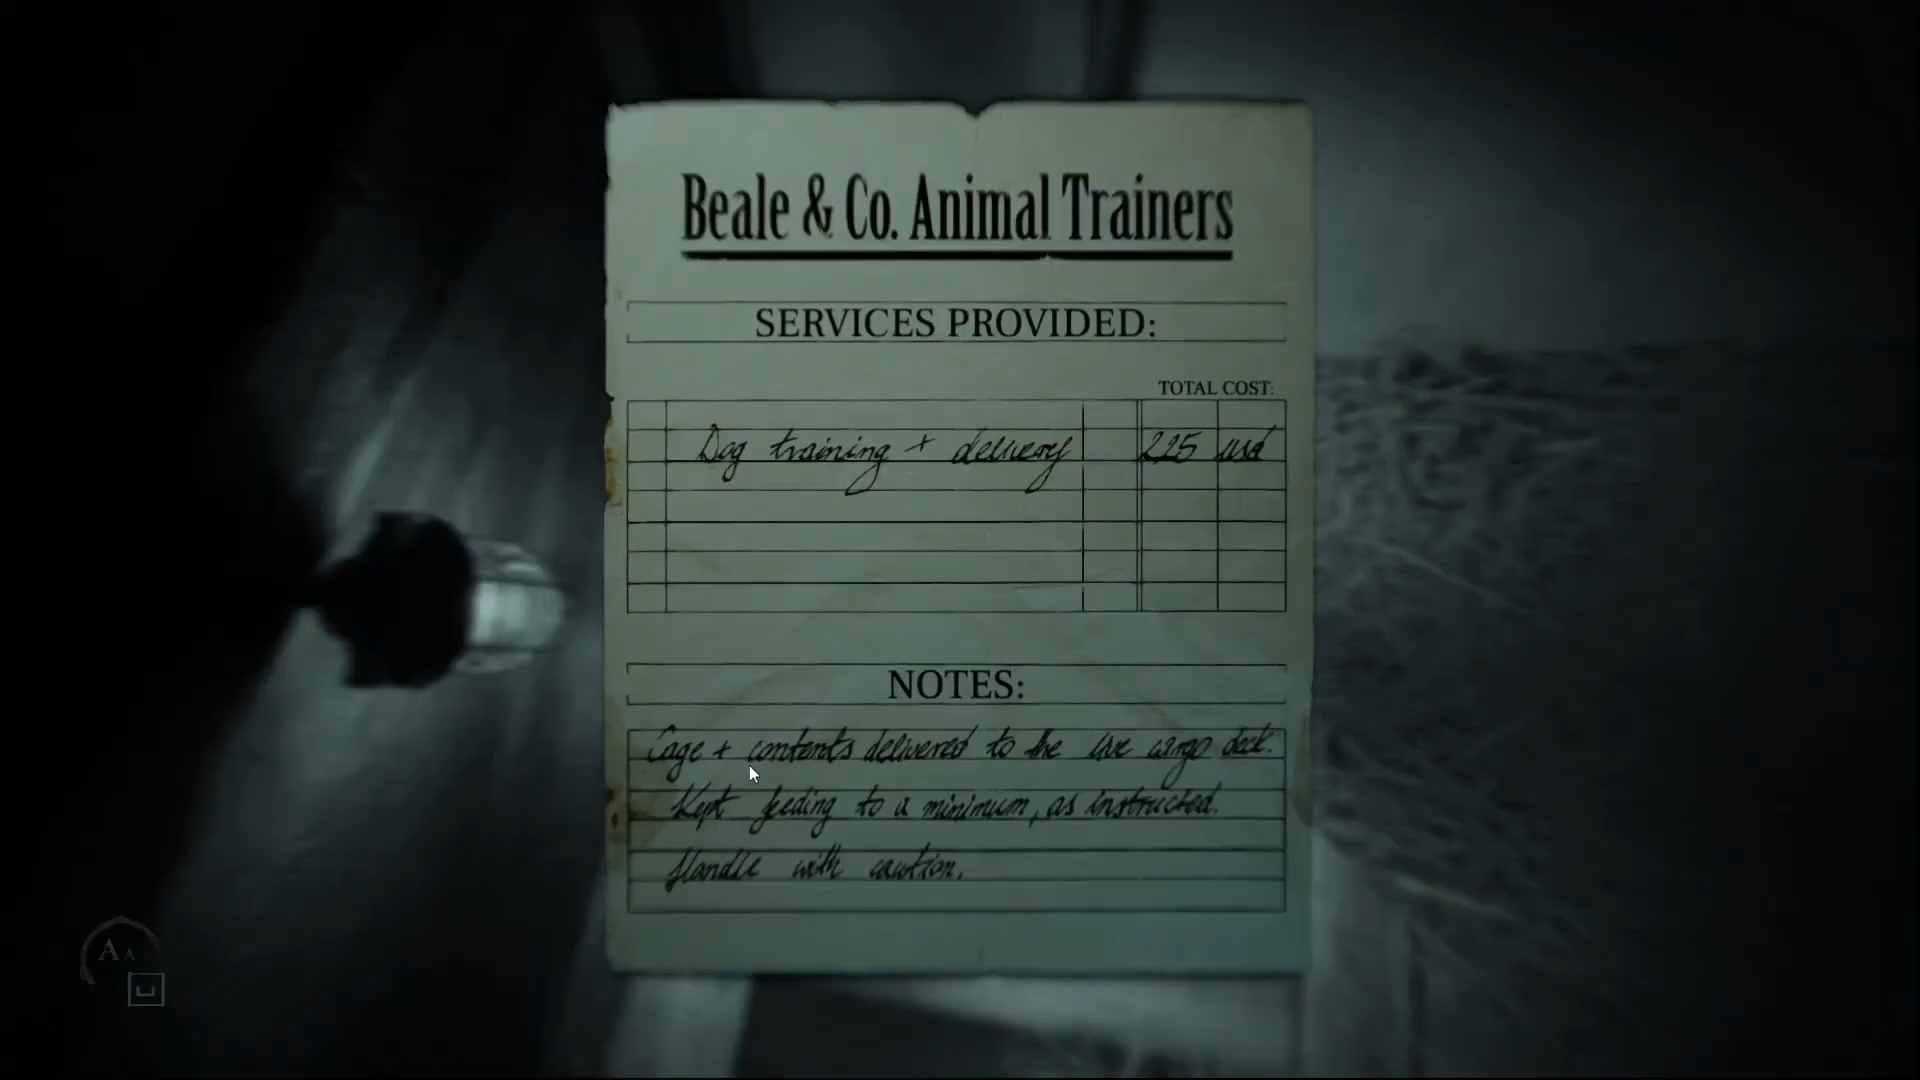 Beale & Co. Animal Trainers
SERVICES PROVIDED:
TOTAL COST:
Dog training + delivery 225 usd
NOTES:
Cage + contents delivered to the live cargo deck.
Kept feeding to a minimum, as instructed.
Handle with caution.
A A